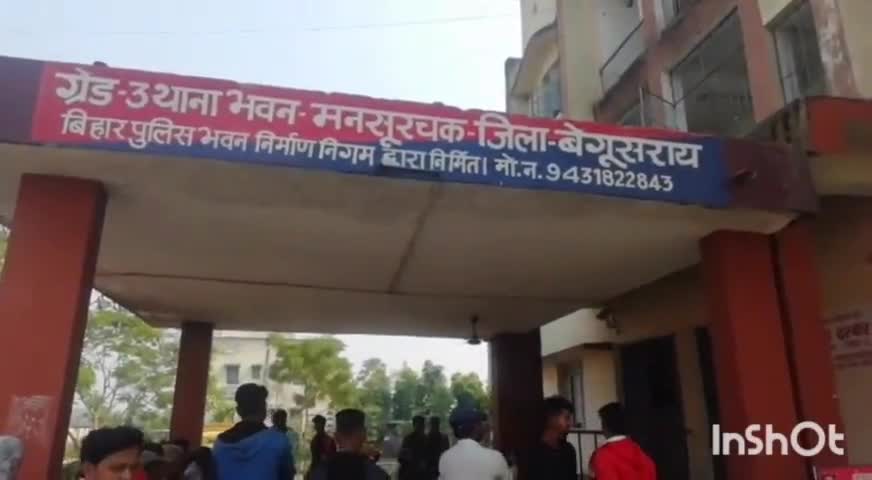 ग्रेड-3 थाना भवन-मनसूरचक-जिला-बेगूसराय
बिहार पुलिस भवन निर्माण निगम द्वारा निर्मित। मो.न. 9431822843
InShOt